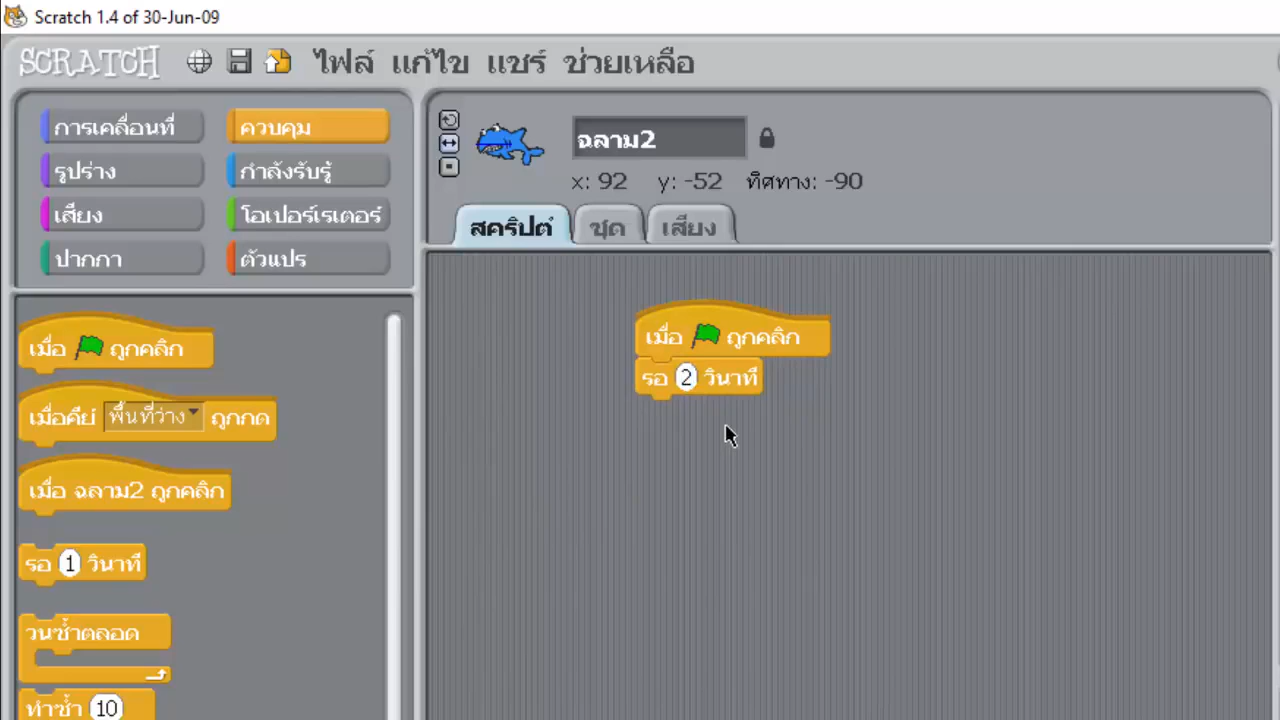 Scratch 1.4 of 30-Jun-09
SCRATCH ไฟล์ แก้ไข แชร์ ช่วยเหลือ
การเคลื่อนที่ ควบคุม
รูปร่าง กำลังรับรู้
เสียง โอเปอร์เรเตอร์
ปากกา ตัวแปร
ฉลาม2
x: 92 y: -52 ทิศทาง: -90
สคริปต์ ชุด เสียง
เมื่อ ถูกคลิก
เมื่อคีย์ พื้นที่ว่าง ถูกกด
เมื่อ ฉลาม2 ถูกคลิก
รอ 1 วินาที
วนซ้ำตลอด
ทำซ้ำ 10
เมื่อ ถูกคลิก
รอ 2 วินาที